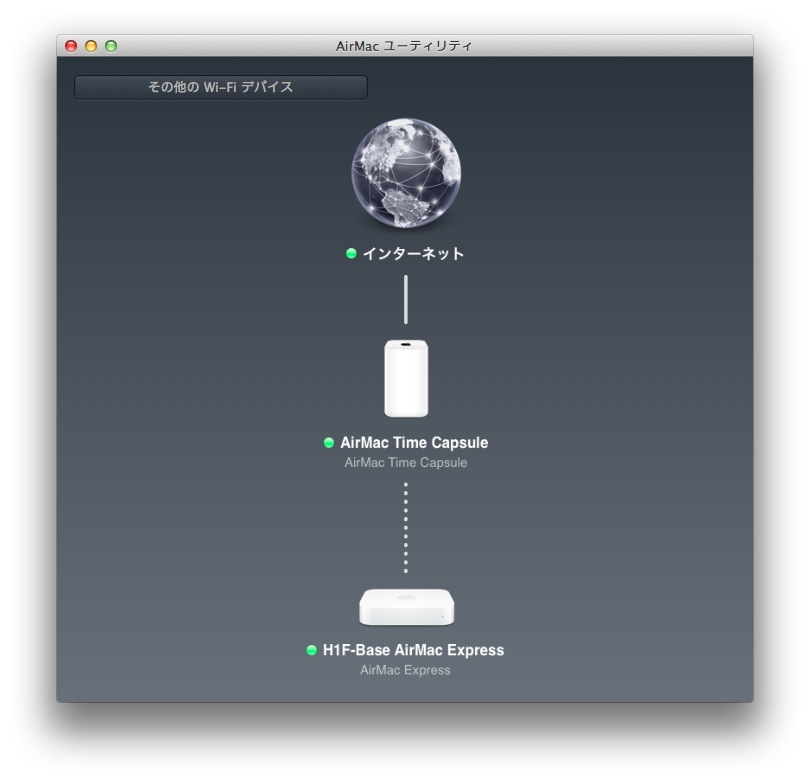 AirMac ユーティリティ
その他の Wi-Fi デバイス
インターネット
AirMac Time Capsule
AirMac Time Capsule
H1F-Base AirMac Express
AirMac Express